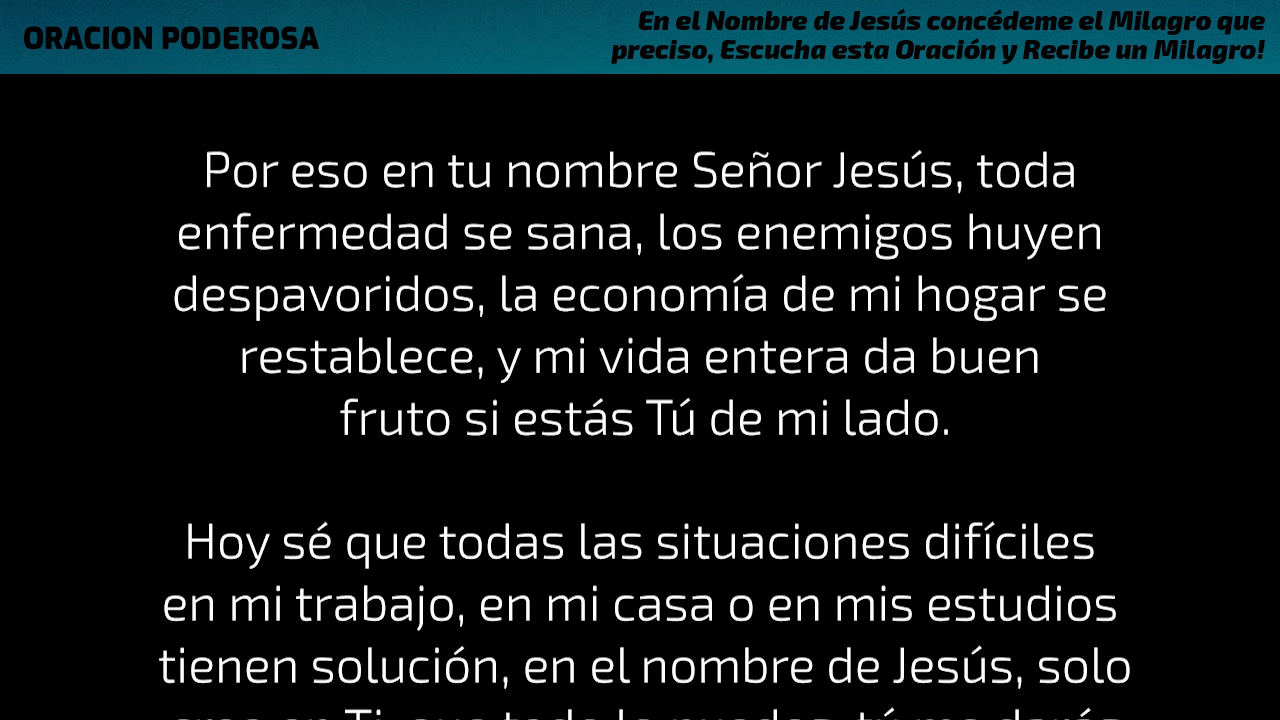 ORACION PODEROSA
En el Nombre de Jesús concédeme el Milagro que
preciso, Escucha esta Oración y Recibe un Milagro!
Por eso en tu nombre Señor Jesús, toda
enfermedad se sana, los enemigos huyen
despavoridos, la economía de mi hogar se
restablece, y mi vida entera da buen
fruto si estás Tú de mi lado.
Hoy sé que todas las situaciones difíciles
en mi trabajo, en mi casa o en mis estudios
tienen solución, en el nombre de Jesús, solo